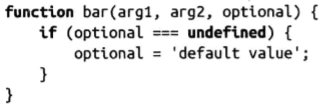 function bar(arg1, arg2, optional) {
    if (optional === undefined) {
        optional = 'default value';
    }
}